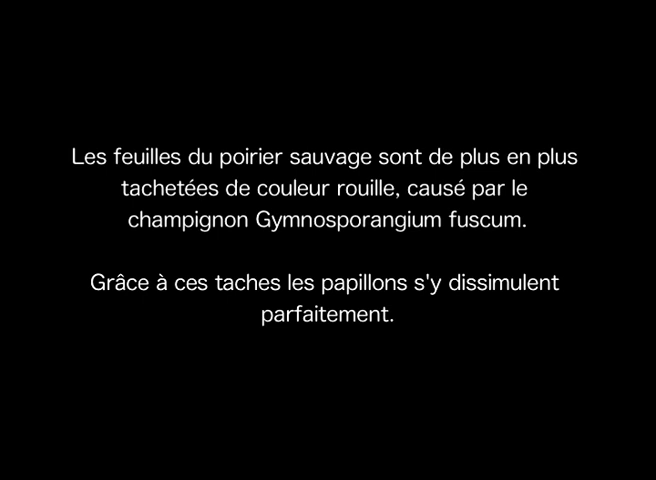 Les feuilles du poirier sauvage sont de plus en plus
tachetées de couleur rouille, causé par le
champignon Gymnosporangium fuscum.
Grâce à ces taches les papillons s'y dissimulent
parfaitement.